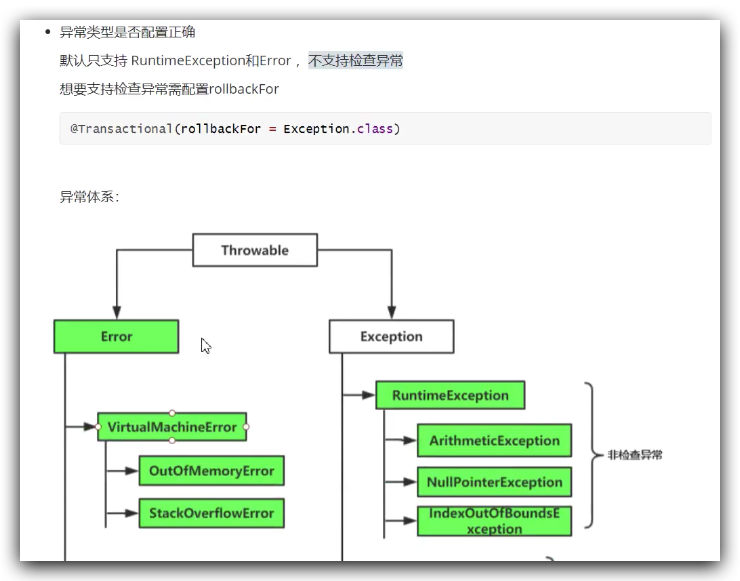 异常类型是否配置正确
默认只支持 RuntimeException和Error ，不支持检查异常
想要支持检查异常需配置rollbackFor
@Transactional(rollbackFor = Exception.class)
异常体系：
Throwable
Error
Exception
RuntimeException
VirtualMachineError
ArithmeticException
非检查异常
OutOfMemoryError
NullPointerException
StackOverflowError
IndexOutOfBoundsE
xception